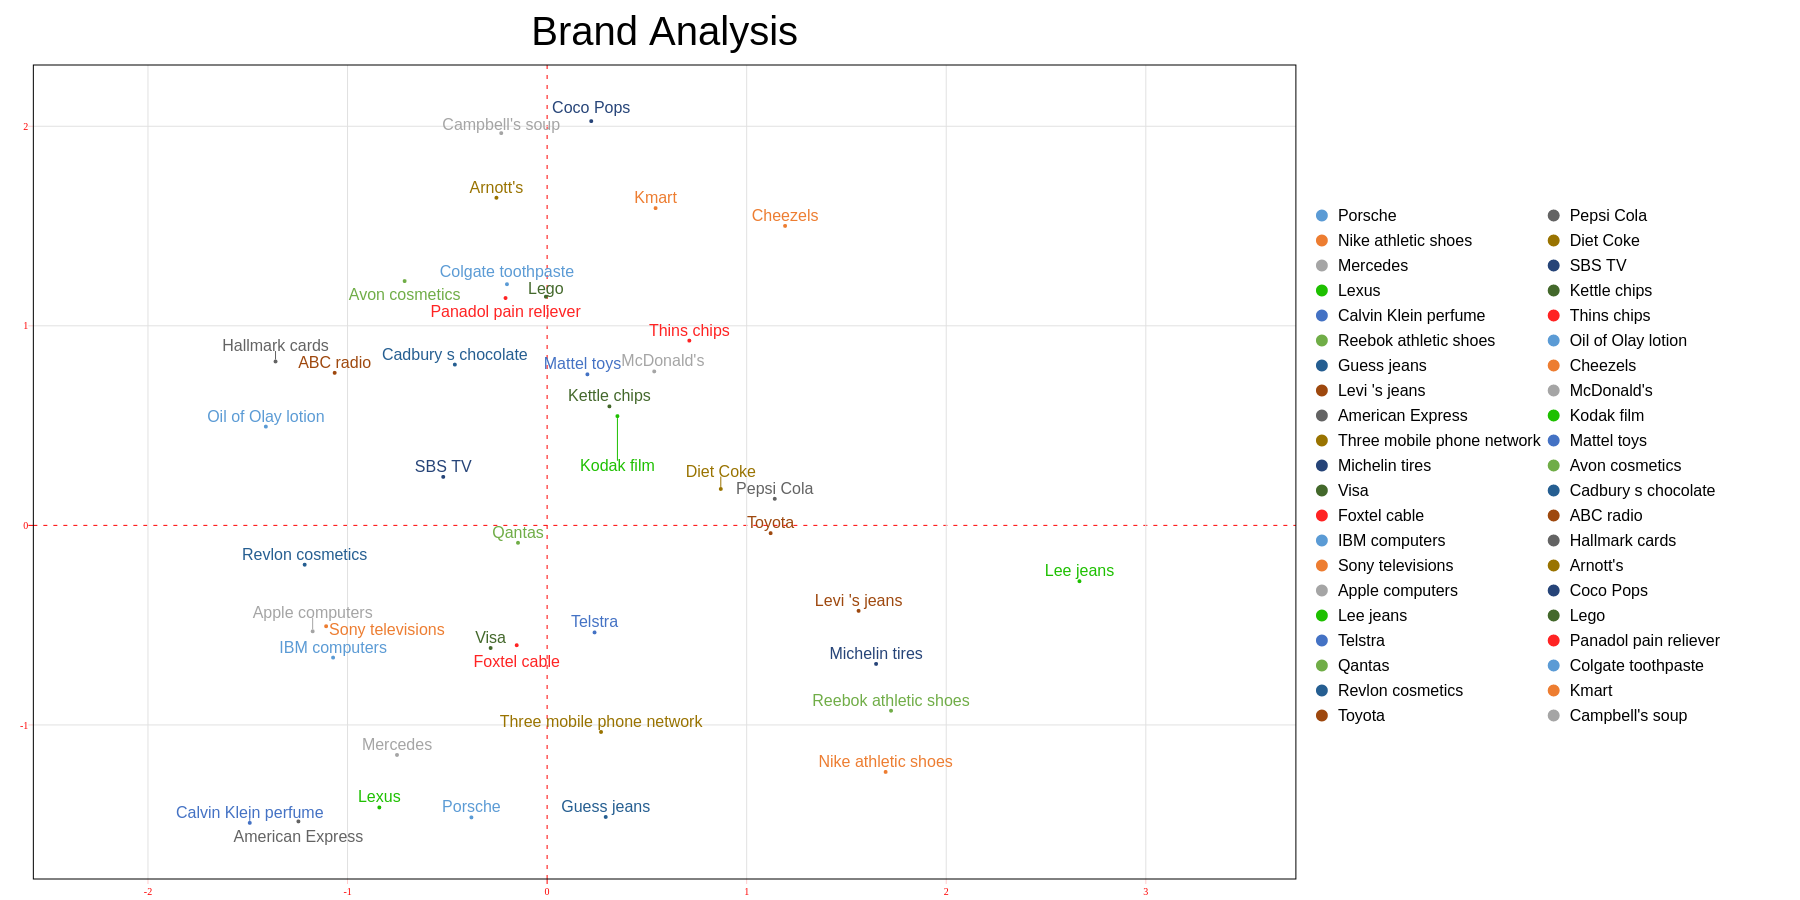 Brand Analysis
Coco Pops
Campbell's soup
2
Arnott's
Kmart
Cheezels
Colgate toothpaste
Lego
Avon cosmetics
Panadol pain reliever
1
Thins chips
Hallmark cards
ABC radio
Cadbury s chocolate
Mattel toys
McDonald's
Kettle chips
Oil of Olay lotion
SBS TV
Kodak film
Diet Coke
Pepsi Cola
Toyota
0
Qantas
Revlon cosmetics
Lee jeans
Levi 's jeans
Apple computers
Sony televisions
Telstra
IBM computers
Visa
Foxtel cable
Michelin tires
Reebok athletic shoes
Three mobile phone network
-1
Mercedes
Nike athletic shoes
Lexus
Porsche
Guess jeans
Calvin Klein perfume
American Express
-2
-1
0
1
2
3
Porsche
Nike athletic shoes
Mercedes
Lexus
Calvin Klein perfume
Reebok athletic shoes
Guess jeans
Levi 's jeans
American Express
Three mobile phone network
Michelin tires
Visa
Foxtel cable
IBM computers
Sony televisions
Apple computers
Lee jeans
Telstra
Qantas
Revlon cosmetics
Toyota
Pepsi Cola
Diet Coke
SBS TV
Kettle chips
Thins chips
Oil of Olay lotion
Cheezels
McDonald's
Kodak film
Mattel toys
Avon cosmetics
Cadbury s chocolate
ABC radio
Hallmark cards
Arnott's
Coco Pops
Lego
Panadol pain reliever
Colgate toothpaste
Kmart
Campbell's soup